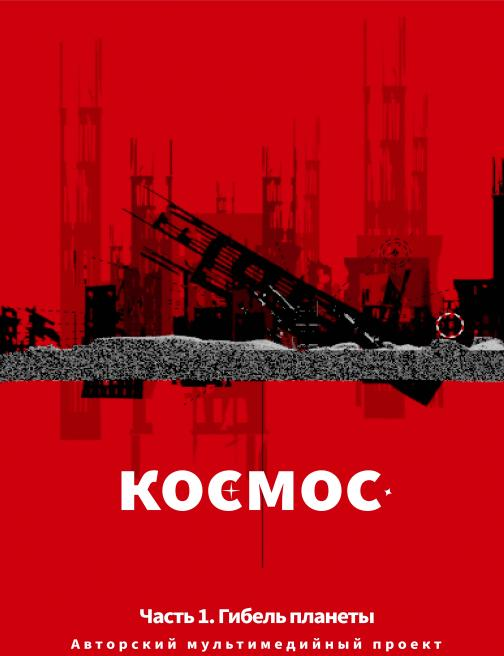 КОСМОС
Часть 1. Гибель планеты
Авторский мультимедийный проект